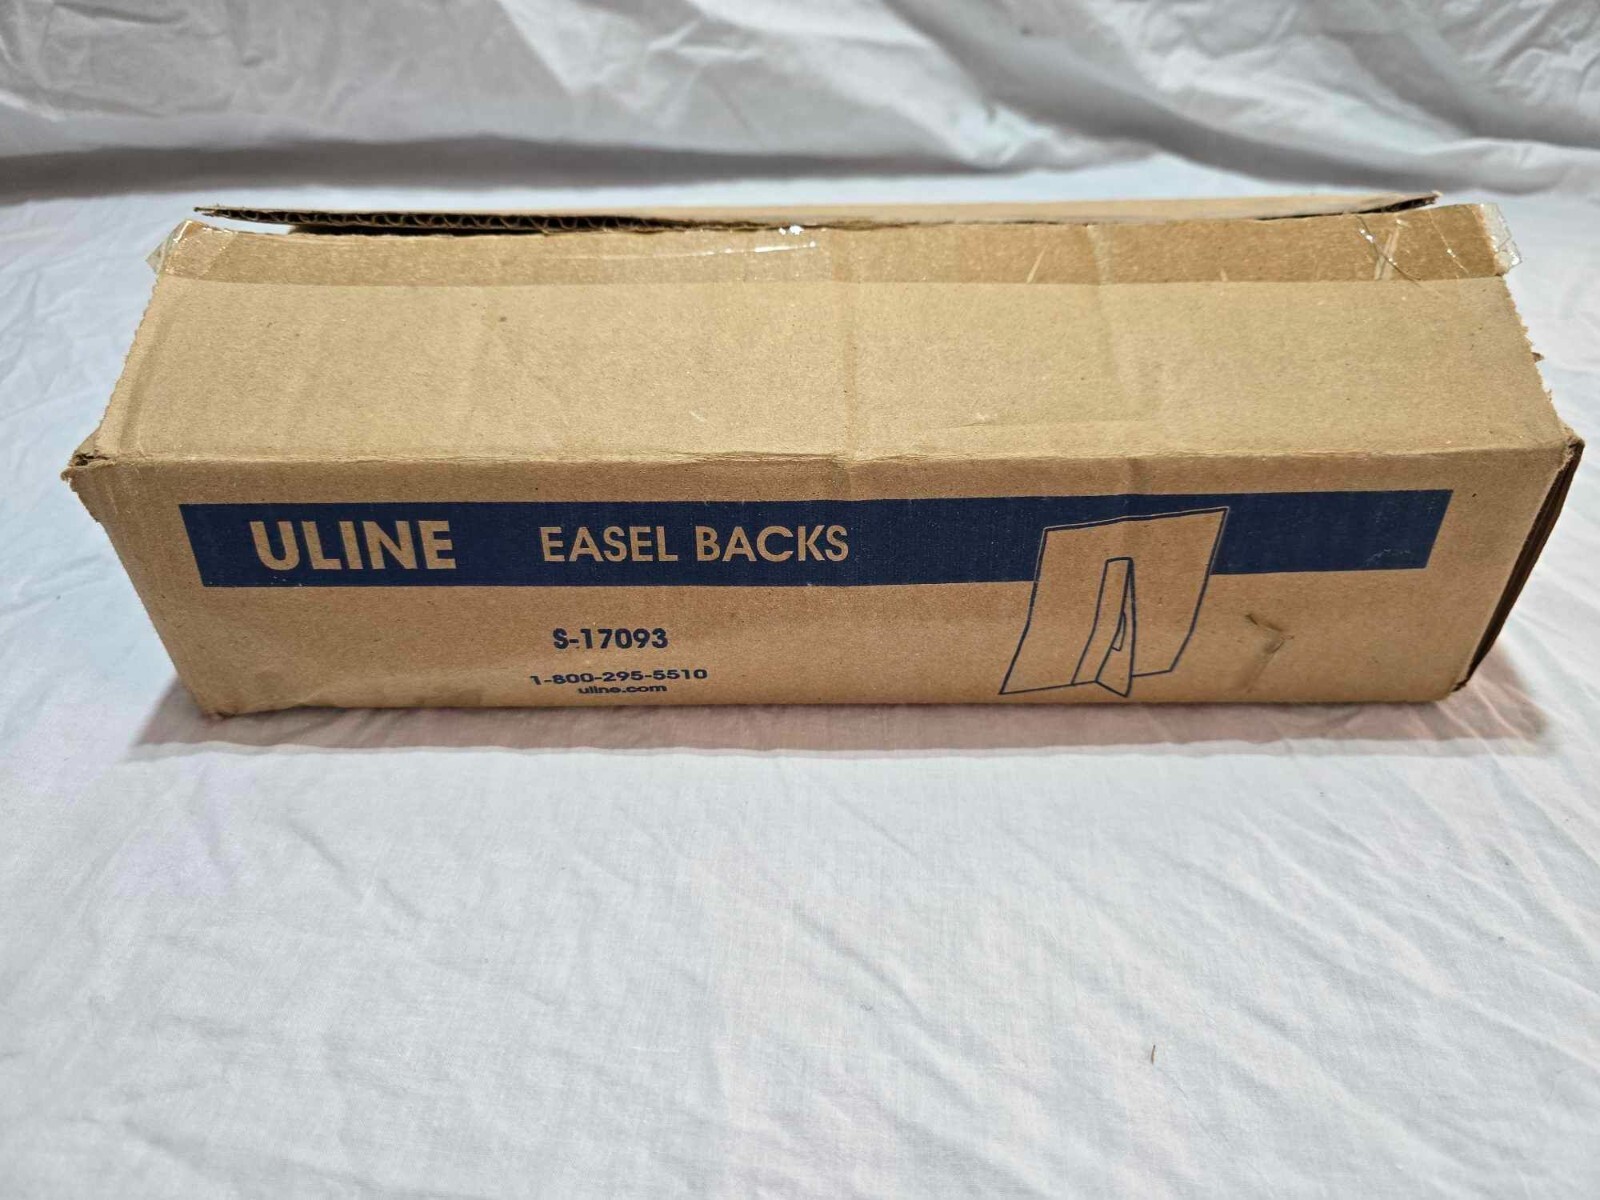 ULINE EASEL BACKS
S-17093
1-800-295-5510
uline.com